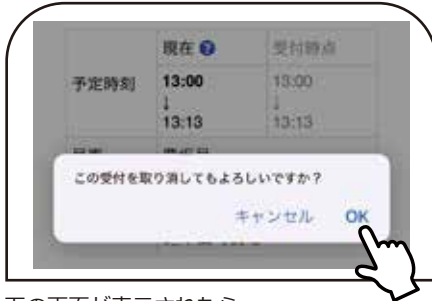 現在 ?
受付時点
予定時刻
13:00
↓
13:13
13:00
↓
13:13
この受付を取り消してもよろしいですか？
キャンセル
OK